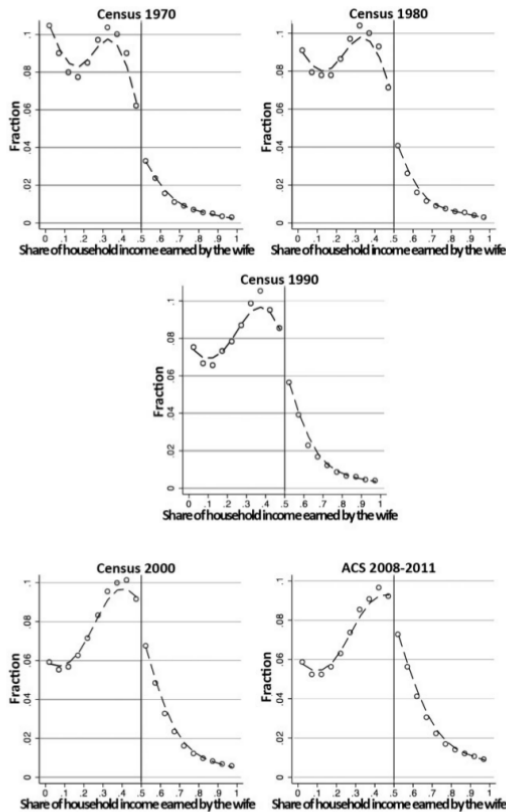 Census 1970
Fraction
.1
.08
.06
.04
.02
0
0 .1 .2 .3 .4 .5 .6 .7 .8 .9 1
Share of household income earned by the wife
Census 1980
Fraction
.1
.08
.06
.04
.02
0
0 .1 .2 .3 .4 .5 .6 .7 .8 .9 1
Share of household income earned by the wife
Census 1990
Fraction
.1
.08
.06
.04
.02
0
0 .1 .2 .3 .4 .5 .6 .7 .8 .9 1
Share of household income earned by the wife
Census 2000
Fraction
.1
.08
.06
.04
.02
0
0 .1 .2 .3 .4 .5 .6 .7 .8 .9 1
Share of household income earned by the wife
ACS 2008-2011
Fraction
.1
.08
.06
.04
.02
0
0 .1 .2 .3 .4 .5 .6 .7 .8 .9 1
Share of household income earned by the wife